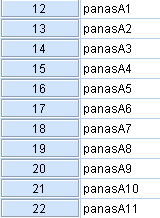 12 panasA1
13 panasA2
14 panasA3
15 panasA4
16 panasA5
17 panasA6
18 panasA7
19 panasA8
20 panasA9
21 panasA10
22 panasA11